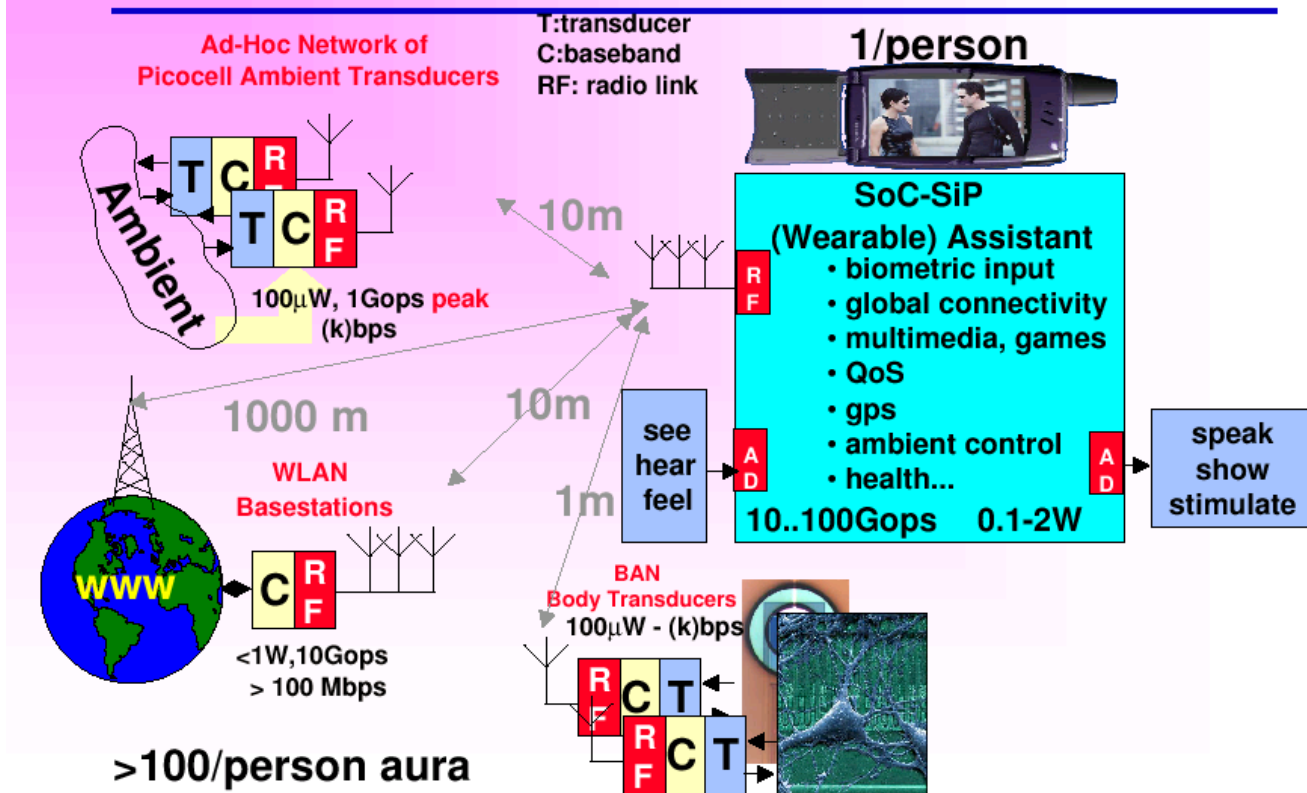 T:transducer
C:baseband
RF: radio link
Ad-Hoc Network of
Picocell Ambient Transducers
1/person
T C R
T C R F
Ambient
100μW, 1Gops peak
(k)bps
10m
1000 m
10m
1m
SoC-SiP
(Wearable) Assistant
• biometric input
• global connectivity
• multimedia, games
• QoS
• gps
• ambient control
• health...
10..100Gops 0.1-2W
R
F
see
hear
feel
A
D
A
D
speak
show
stimulate
WLAN
Basestations
www
C R
F
<1W,10Gops
> 100 Mbps
BAN
Body Transducers
100μW - (k)bps
R F C T
R F C T
>100/person aura